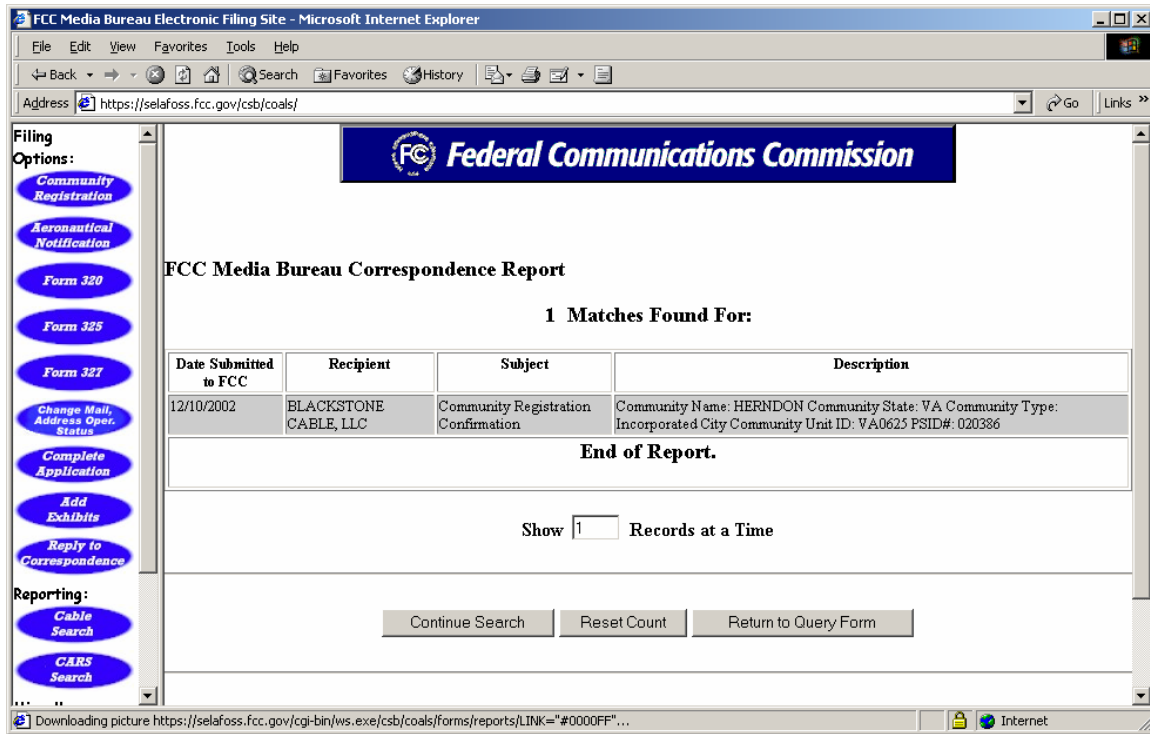 FCC Media Bureau Electronic Filing Site - Microsoft Internet Explorer
File Edit View Favorites Tools Help
Back Search Favorites History
Address https://selafoss.fcc.gov/csb/coals/ Go Links »
Filing
Options:
Community
Registration
Aeronautical
Notification
Form 320
Form 325
Form 327
Change Mail,
Address Oper.
Status
Complete
Application
Add
Exhibits
Reply to
Correspondence
Reporting:
Cable
Search
CARS
Search
FCC Federal Communications Commission
FCC Media Bureau Correspondence Report
1 Matches Found For:
Date Submitted
to FCC
Recipient
Subject
Description
12/10/2002
BLACKSTONE
CABLE, LLC
Community Registration
Confirmation
Community Name: HERNDON Community State: VA Community Type:
Incorporated City Community Unit ID: VA0625 PSID#: 020386
End of Report.
Show 1 Records at a Time
Continue Search Reset Count Return to Query Form
Downloading picture https://selafoss.fcc.gov/cgi-bin/ws.exe/csb/coals/forms/reports/LINK="#0000FF"... Internet